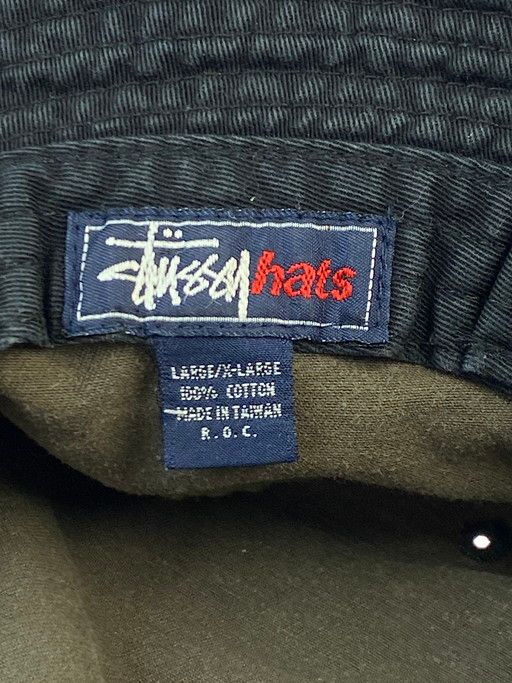 Stüssy hats
LARGE/X-LARGE
100% COTTON
MADE IN TAIWAN
R.O.C.